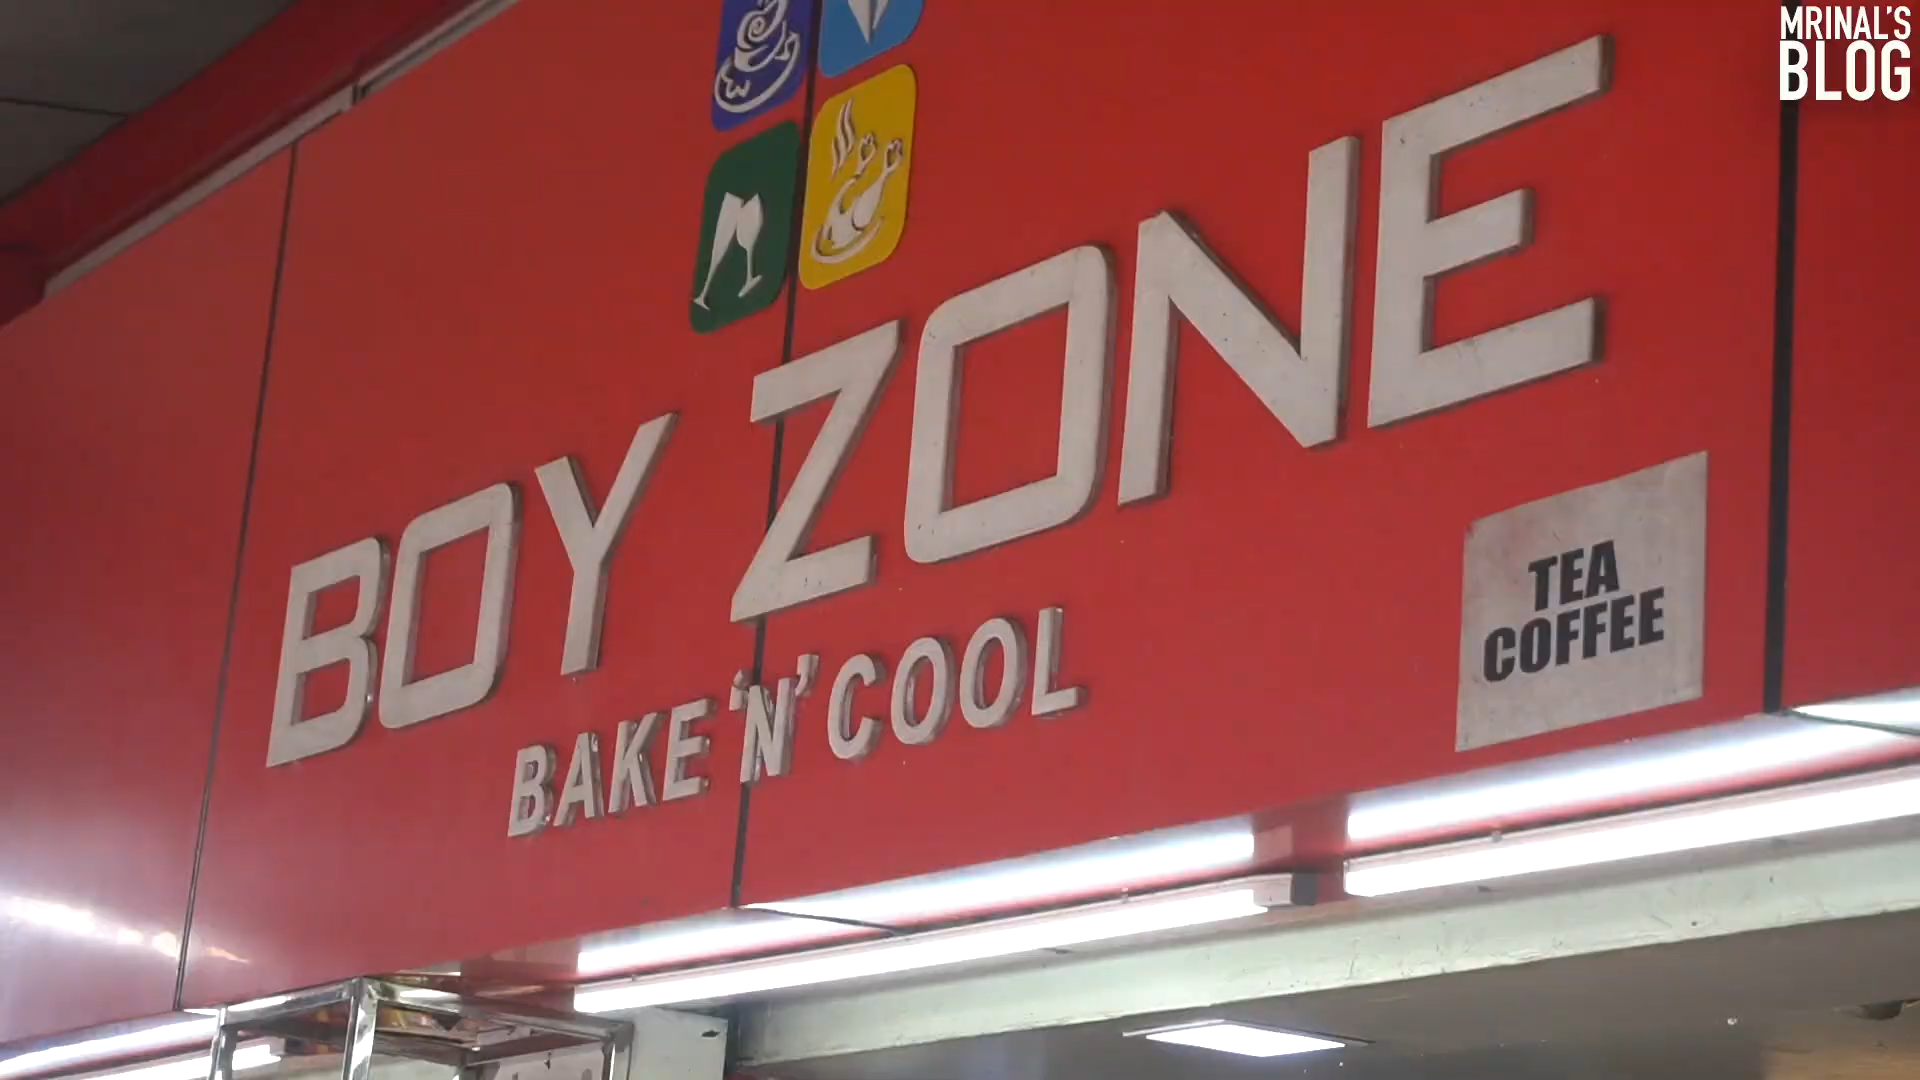 MRINAL'S
BLOG
BOY ZONE
BAKE 'N' COOL
TEA
COFFEE